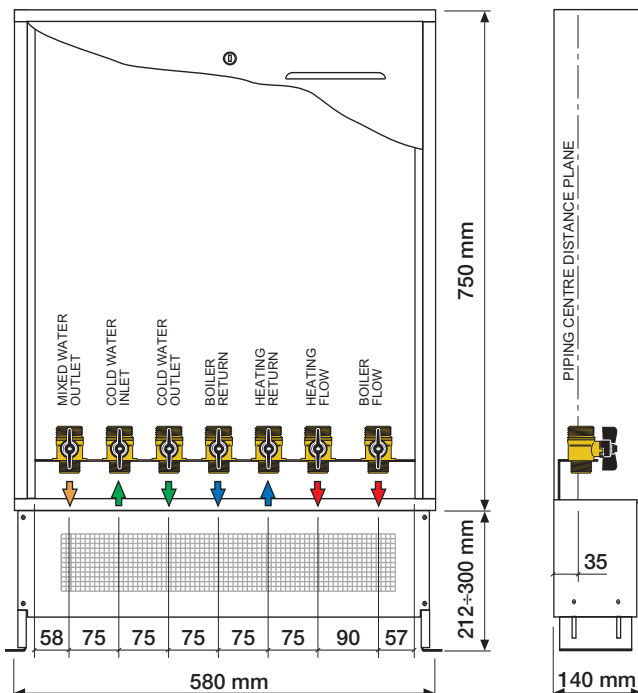 MIXED WATER
OUTLET
COLD WATER
INLET
COLD WATER
OUTLET
BOILER
RETURN
HEATING
RETURN
HEATING
FLOW
BOILER
FLOW
750 mm
PIPING CENTRE DISTANCE PLANE
212÷300 mm
35
58 75 75 75 75 75 90 57
580 mm
140 mm